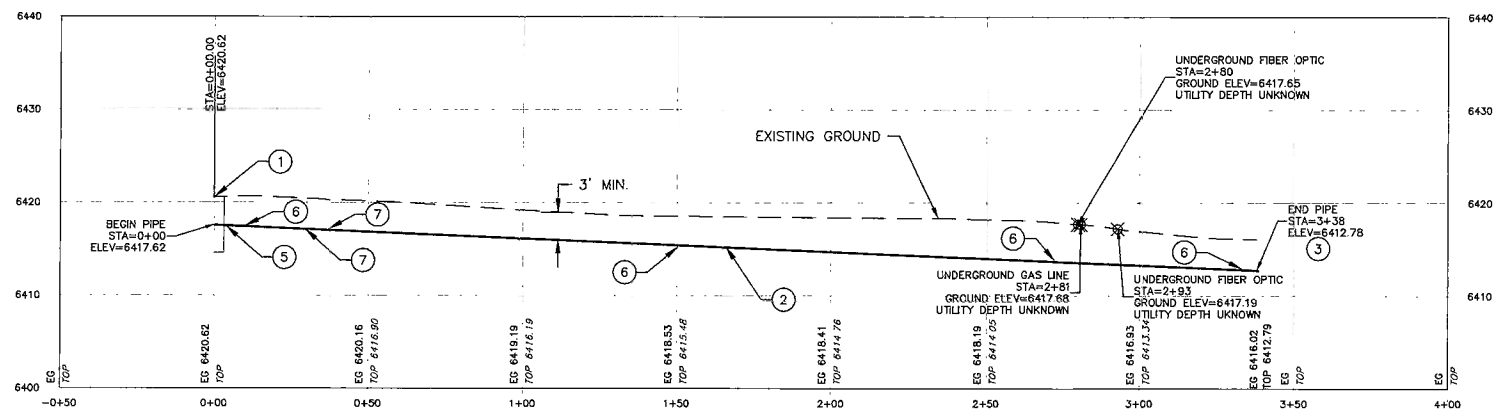 6440
6440
STA=0+00.00
ELEV=6420.62
UNDERGROUND FIBER OPTIC
STA=2+80
GROUND ELEV=6417.65
UTILITY DEPTH UNKNOWN
6430
6430
EXISTING GROUND
1
3' MIN.
6420
6420
BEGIN PIPE
STA=0+00
ELEV=6417.62
6
7
END PIPE
STA=3+38
ELEV=6412.78
6
6
3
5
7
6
2
UNDERGROUND GAS LINE
STA=2+81
GROUND ELEV=6417.68
UTILITY DEPTH UNKNOWN
UNDERGROUND FIBER OPTIC
STA=2+93
GROUND ELEV=6417.19
UTILITY DEPTH UKNOWN
6410
6410
EG
TOP
EG 6420.62
TOP
EG 6420.16
TOP 6416.90
EG 6419.19
TOP 6416.19
EG 6418.53
TOP 6415.48
EG 6418.41
TOP 6414.76
EG 6418.19
TOP 6414.05
EG 6416.93
TOP 6413.34
EG 6416.02
TOP 6412.79
EG
TOP
EG
TOP
6400
6400
-0+50
0+00
0+50
1+00
1+50
2+00
2+50
3+00
3+50
4+00